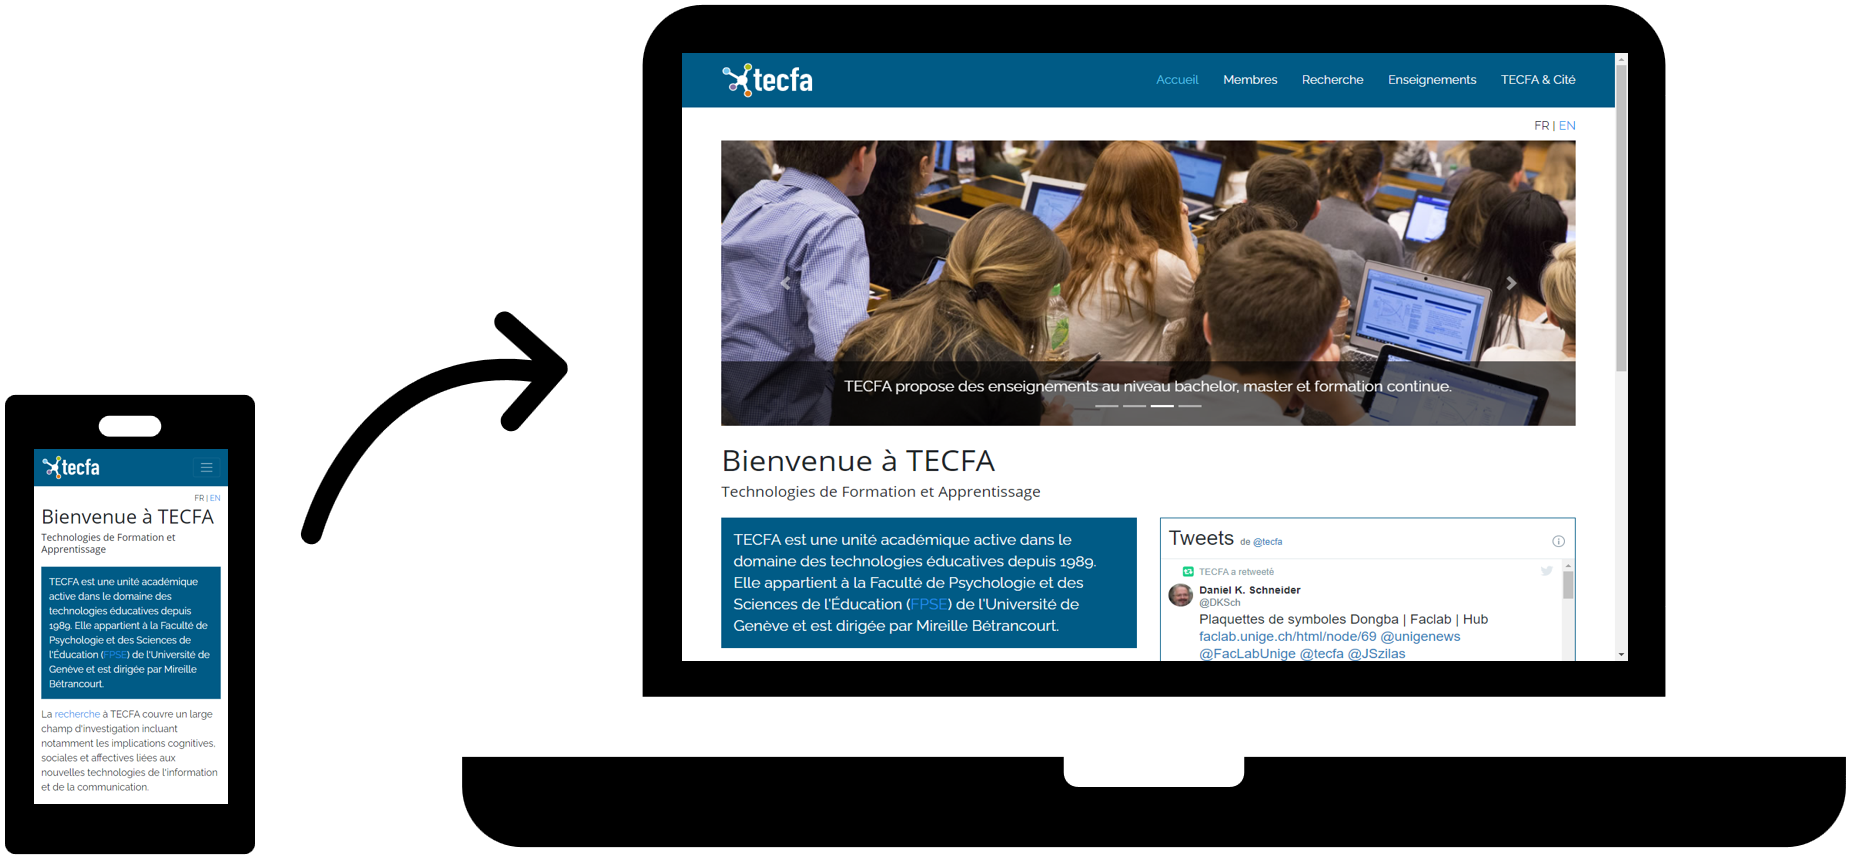 tecfa
FR | EN
Bienvenue à TECFA
Technologies de Formation et
Apprentissage
TECFA est une unité académique
active dans le domaine des
technologies éducatives depuis
1989. Elle appartient à la Faculté de
Psychologie et des Sciences de
l'Éducation (FPSE) de l'Université de
Genève et est dirigée par Mireille
Bétrancourt.
La recherche à TECFA couvre un large
champ d'investigation incluant
notamment les implications cognitives,
sociales et affectives liées aux
nouvelles technologies de l'information
et de la communication.
tecfa
Accueil Membres Recherche Enseignements TECFA & Cité
FR | EN
TECFA propose des enseignements au niveau bachelor, master et formation continue.
Bienvenue à TECFA
Technologies de Formation et Apprentissage
TECFA est une unité académique active dans le
domaine des technologies éducatives depuis 1989.
Elle appartient à la Faculté de Psychologie et des
Sciences de l'Éducation (FPSE) de l'Université de
Genève et est dirigée par Mireille Bétrancourt.
Tweets de @tecfa
TECFA a retweeté
Daniel K. Schneider
@DKSch
Plaquettes de symboles Dongba | Faclab | Hub
faclab.unige.ch/html/node/69 @unigenews
@FacLabUnige @tecfa @JSzilas